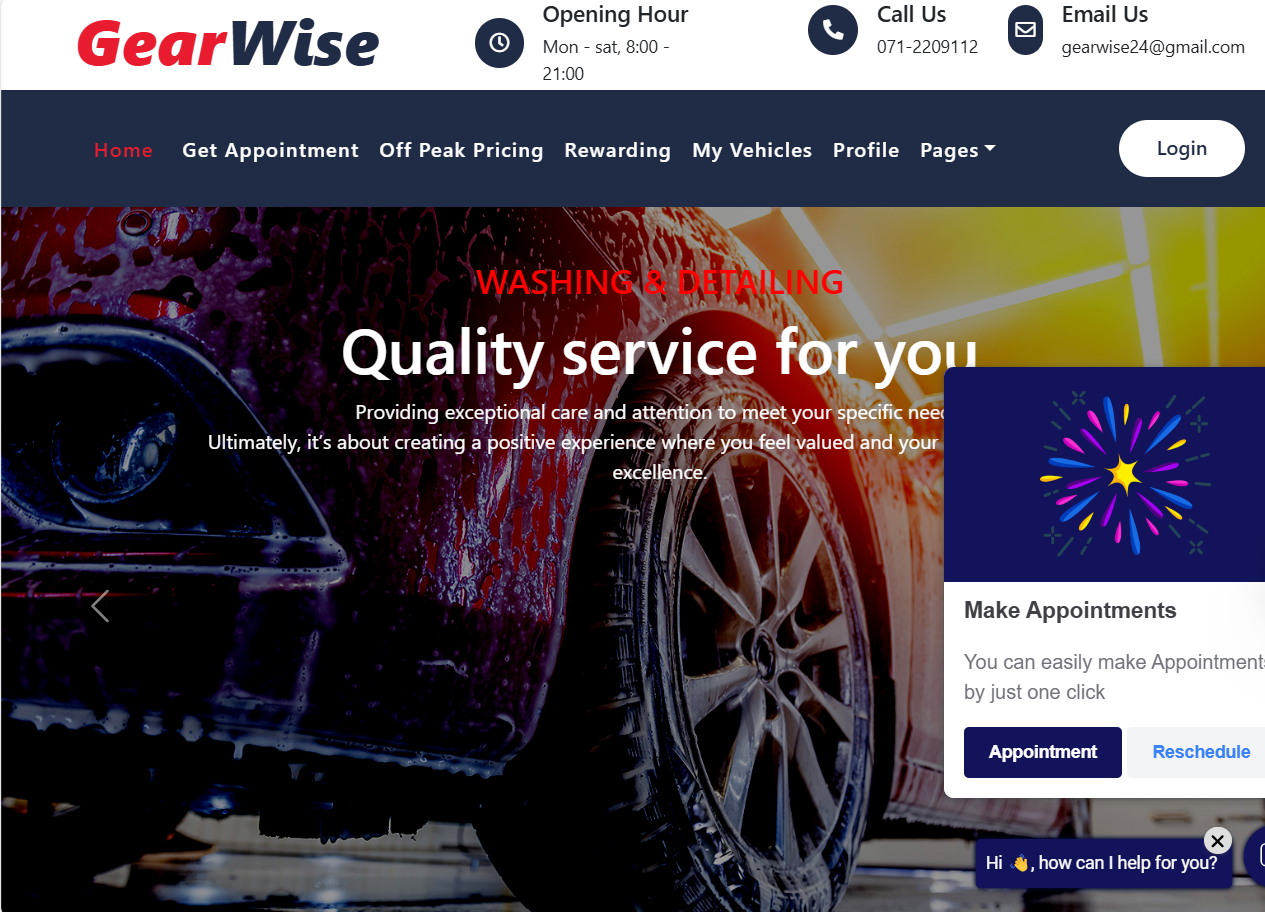 GearWise
Opening Hour
Mon - sat, 8:00 -
21:00
Call Us
071-2209112
Email Us
gearwise24@gmail.com
Home
Get Appointment
Off Peak Pricing
Rewarding
My Vehicles
Profile
Pages
Login
WASHING & DETAILING
Quality service for you
Providing exceptional care and attention to meet your specific
Ultimately, it's about creating a positive experience where you feel valued and your
excellence.
Make Appointments
You can easily make Appointments
by just one click
Appointment
Reschedule
Hi 👋, how can I help for you?